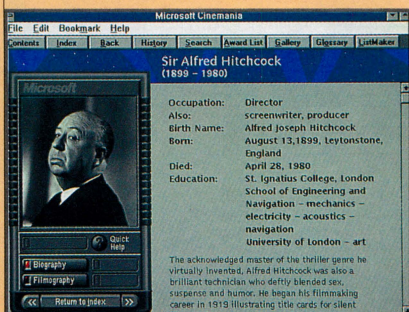 Microsoft Cinemania
File Edit Bookmark Help
Contents Index Back History Search Award List Gallery Glossary ListMaker
Sir Alfred Hitchcock
(1899 – 1980)
Microsoft
Occupation: Director
Also: screenwriter, producer
Birth Name: Alfred Joseph Hitchcock
Born: August 13,1899, Leytonstone,
England
Died: April 28, 1980
Education: St. Ignatius College, London
School of Engineering and
Navigation – mechanics –
electricity – acoustics –
navigation
University of London – art
Quick
Help
Biography
Filmography
<< Return to Index >>
The acknowledged master of the thriller genre he
virtually invented, Alfred Hitchcock was also a
brilliant technician who deftly blended sex,
suspense and humor. He began his filmmaking
career in 1919 illustrating title cards for silent